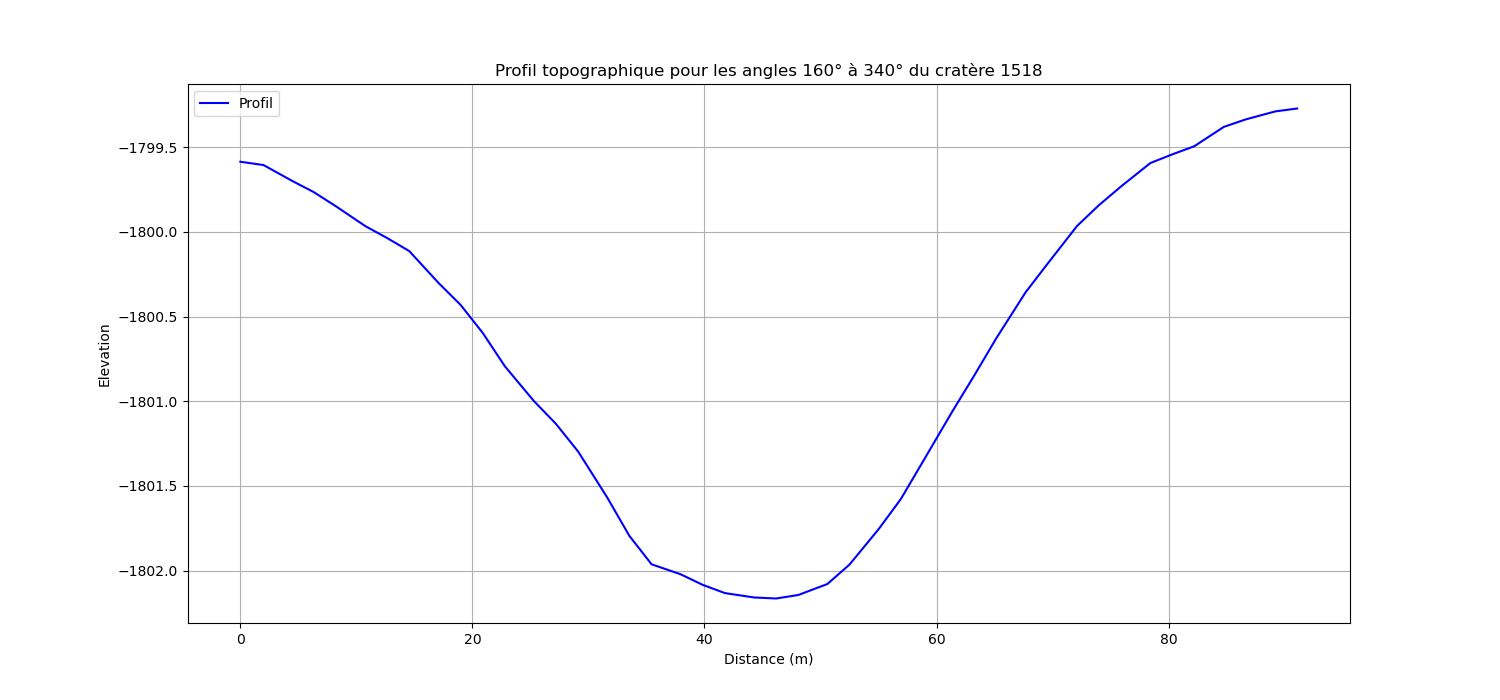 Profil topographique pour les angles 160° à 340° du cratère 1518
Profil
−1799.5
−1800.0
−1800.5
−1801.0
−1801.5
−1802.0
Elevation
0 20 40 60 80
Distance (m)